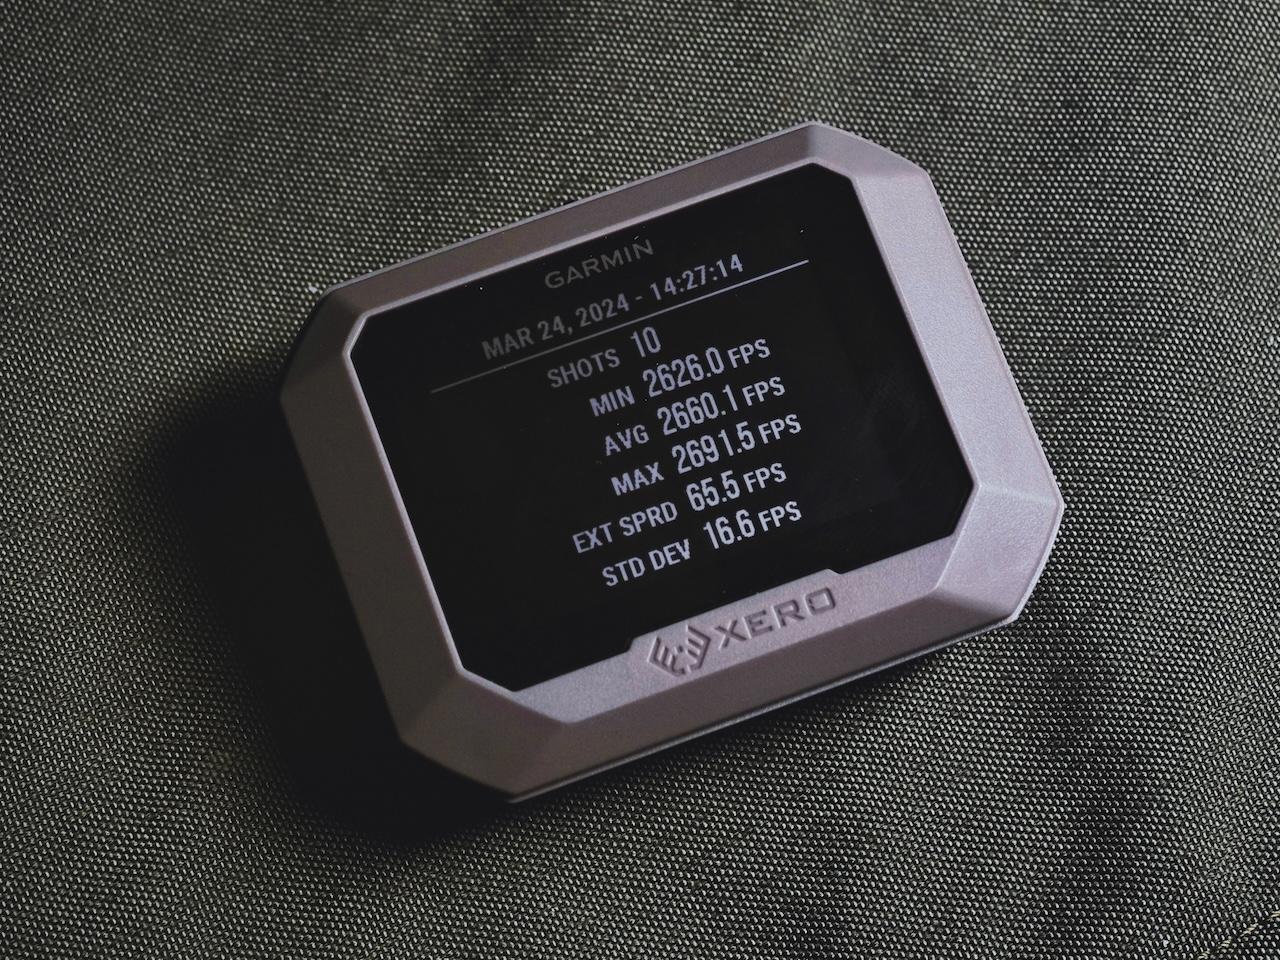 GARMIN
MAR 24, 2024 - 14:27:14
SHOTS 10
MIN 2626.0 FPS
AVG 2660.1 FPS
MAX 2691.5 FPS
EXT SPRD 65.5 FPS
STD DEV 16.6 FPS
XERO